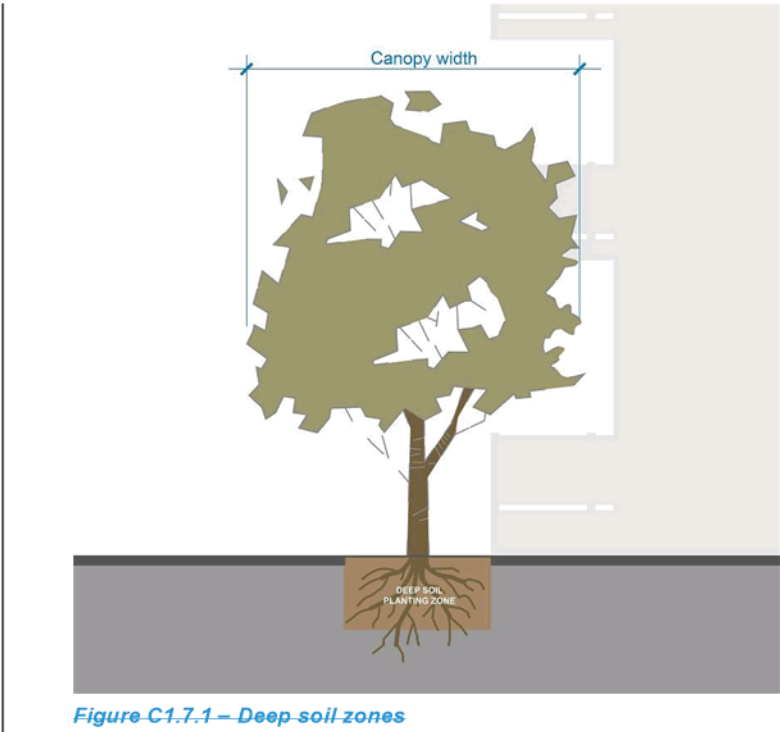 Canopy width
DEEP SOIL
PLANTING ZONE
Figure C1.7.1 – Deep soil zones